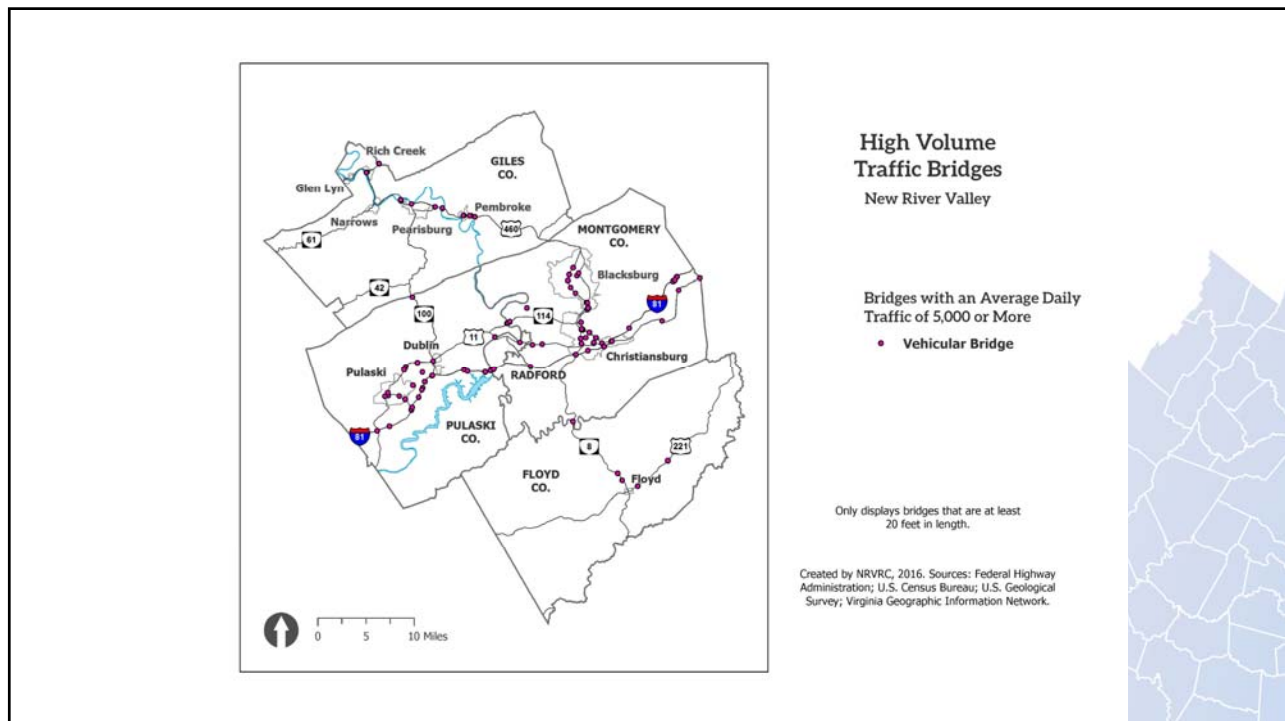 High Volume
Traffic Bridges
New River Valley
Rich Creek
GILES
CO.
Glen Lyn
Narrows
Pearisburg
Pembroke
460
61
MONTGOMERY
CO.
Blacksburg
42
81
100
114
11
Dublin
Christiansburg
Pulaski
RADFORD
81
PULASKI
CO.
8
221
FLOYD
CO.
Floyd
0 5 10 Miles
Bridges with an Average Daily
Traffic of 5,000 or More
Vehicular Bridge
Only displays bridges that are at least
20 feet in length.
Created by NRVRC, 2016. Sources: Federal Highway
Administration; U.S. Census Bureau; U.S. Geological
Survey; Virginia Geographic Information Network.